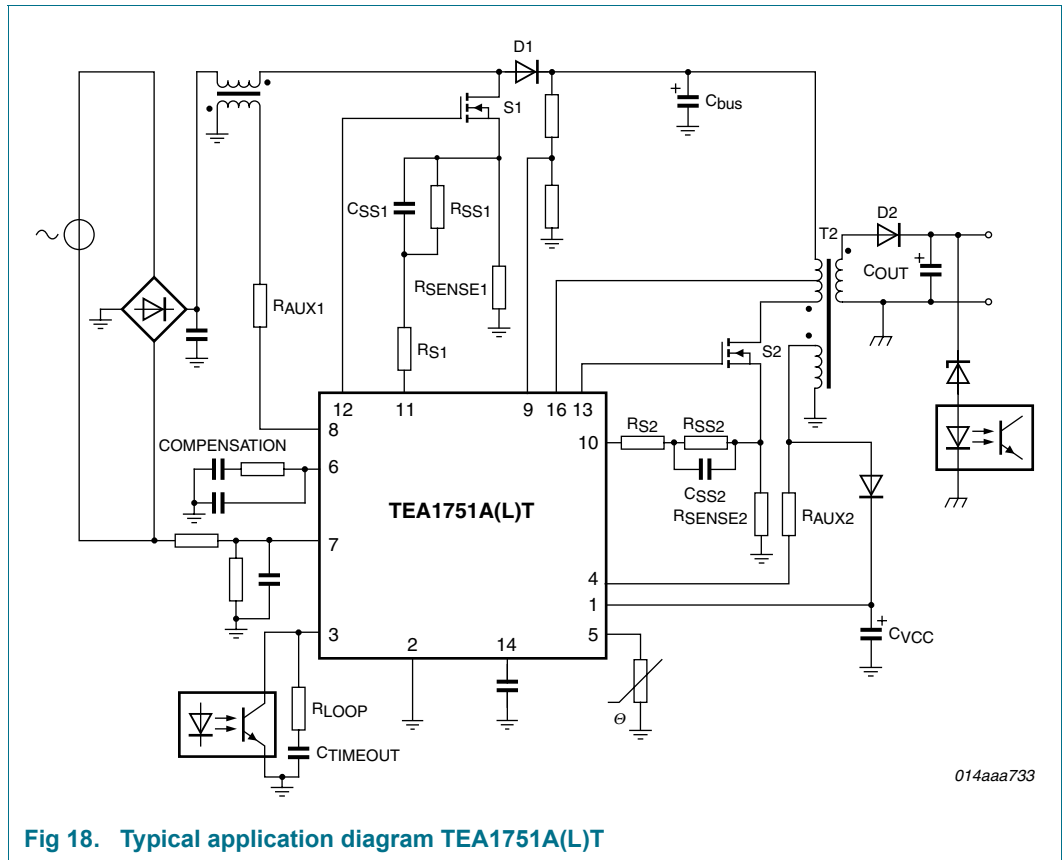 D1
S1
Cbus
CSS1
RSS1
RSENSE1
RAUX1
RS1
T2
D2
COUT
S2
12
11
9
16
13
8
10
RS2
RSS2
CSS2
RSENSE2
RAUX2
COMPENSATION
6
TEA1751A(L)T
7
4
1
3
2
14
5
CVCC
RLOOP
CTIMEOUT
Θ
014aaa733
Fig 18. Typical application diagram TEA1751A(L)T